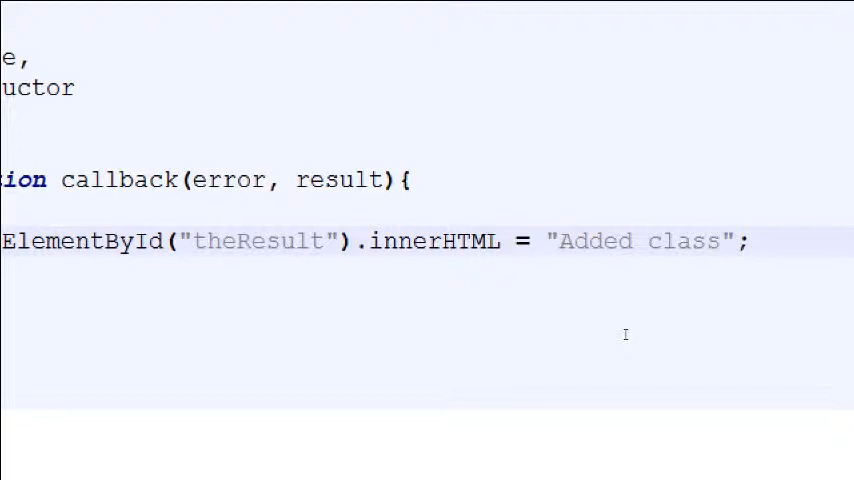 e,
uctor
ion callback(error, result){
ElementById("theResult").innerHTML = "Added class";